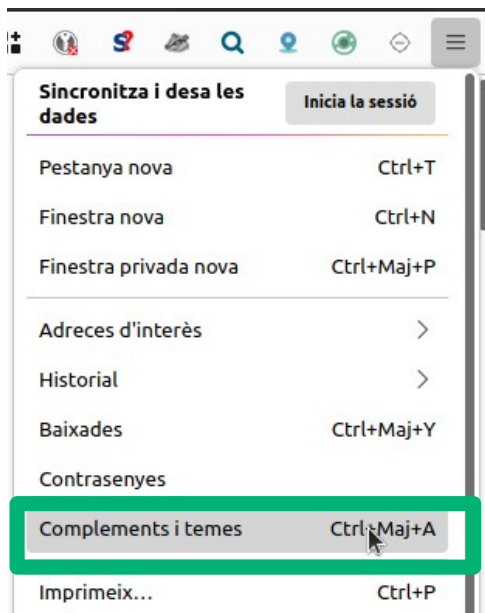 Sincronitza i desa les dades
Inicia la sessió
Pestanya nova Ctrl+T
Finestra nova Ctrl+N
Finestra privada nova Ctrl+Maj+P
Adreces d'interès
Historial
Baixades Ctrl+Maj+Y
Contrasenyes
Complements i temes Ctrl+Maj+A
Imprimeix… Ctrl+P